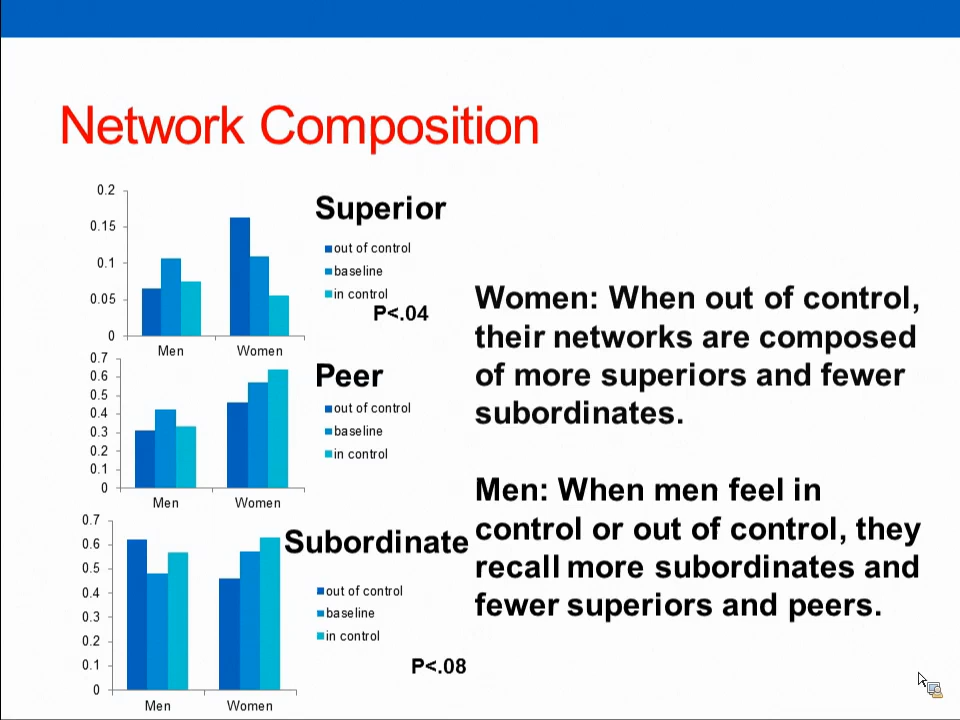 Network Composition
Superior
0.2
0.15
0.1
0.05
0
Men
Women
out of control
baseline
in control
P<.04
Peer
0.7
0.6
0.5
0.4
0.3
0.2
0.1
0
Men
Women
out of control
baseline
in control
Subordinate
0.7
0.6
0.5
0.4
0.3
0.2
0.1
0
Men
Women
out of control
baseline
in control
P<.08
Women: When out of control,
their networks are composed
of more superiors and fewer
subordinates.
Men: When men feel in
control or out of control, they
recall more subordinates and
fewer superiors and peers.